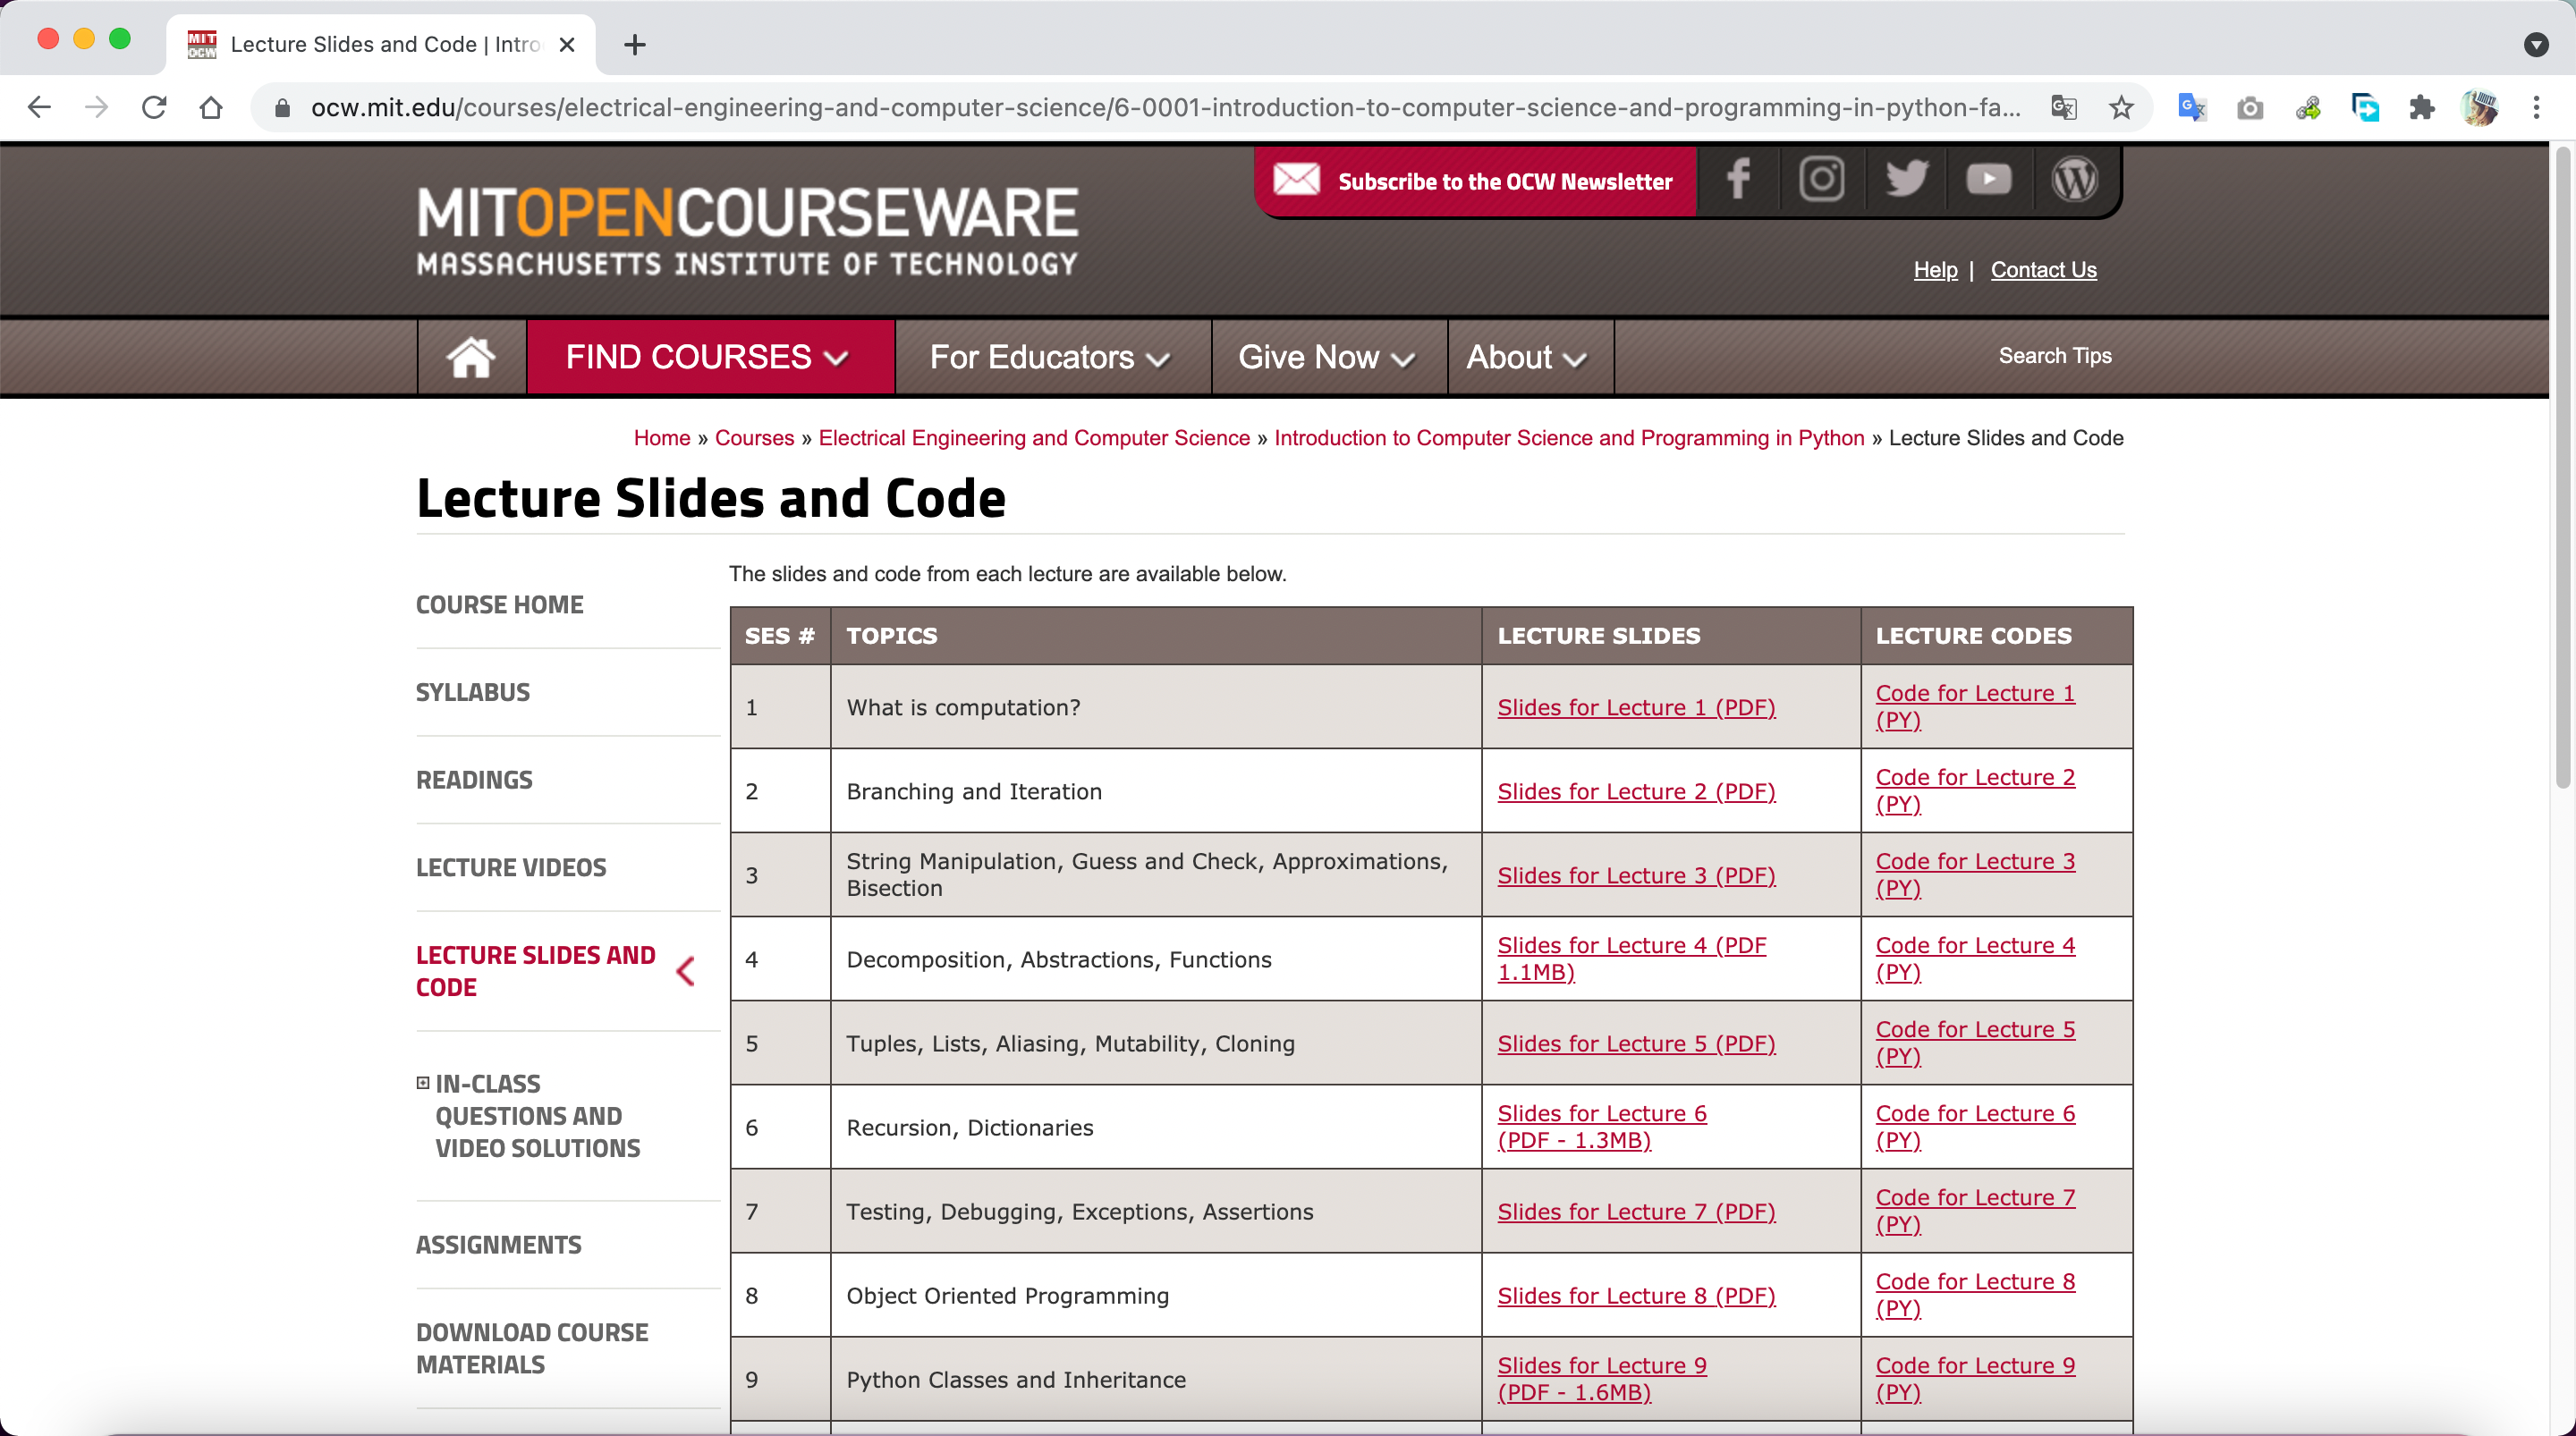 MIT OCW
Lecture Slides and Code | Intro
ocw.mit.edu/courses/electrical-engineering-and-computer-science/6-0001-introduction-to-computer-science-and-programming-in-python-fa...
Subscribe to the OCW Newsletter
MITOPENCOURSEWARE
MASSACHUSETTS INSTITUTE OF TECHNOLOGY
Help | Contact Us
FIND COURSES For Educators Give Now About Search Tips
Home » Courses » Electrical Engineering and Computer Science » Introduction to Computer Science and Programming in Python » Lecture Slides and Code
Lecture Slides and Code
COURSE HOME
SYLLABUS
READINGS
LECTURE VIDEOS
LECTURE SLIDES AND
CODE
IN-CLASS
QUESTIONS AND
VIDEO SOLUTIONS
ASSIGNMENTS
DOWNLOAD COURSE
MATERIALS
The slides and code from each lecture are available below.
SES # TOPICS LECTURE SLIDES LECTURE CODES
1 What is computation? Slides for Lecture 1 (PDF) Code for Lecture 1
(PY)
2 Branching and Iteration Slides for Lecture 2 (PDF) Code for Lecture 2
(PY)
3 String Manipulation, Guess and Check, Approximations, Slides for Lecture 3 (PDF) Code for Lecture 3
Bisection (PY)
4 Decomposition, Abstractions, Functions Slides for Lecture 4 (PDF Code for Lecture 4
1.1MB) (PY)
5 Tuples, Lists, Aliasing, Mutability, Cloning Slides for Lecture 5 (PDF) Code for Lecture 5
(PY)
6 Recursion, Dictionaries Slides for Lecture 6 Code for Lecture 6
(PDF - 1.3MB) (PY)
7 Testing, Debugging, Exceptions, Assertions Slides for Lecture 7 (PDF) Code for Lecture 7
(PY)
8 Object Oriented Programming Slides for Lecture 8 (PDF) Code for Lecture 8
(PY)
9 Python Classes and Inheritance Slides for Lecture 9 Code for Lecture 9
(PDF - 1.6MB) (PY)